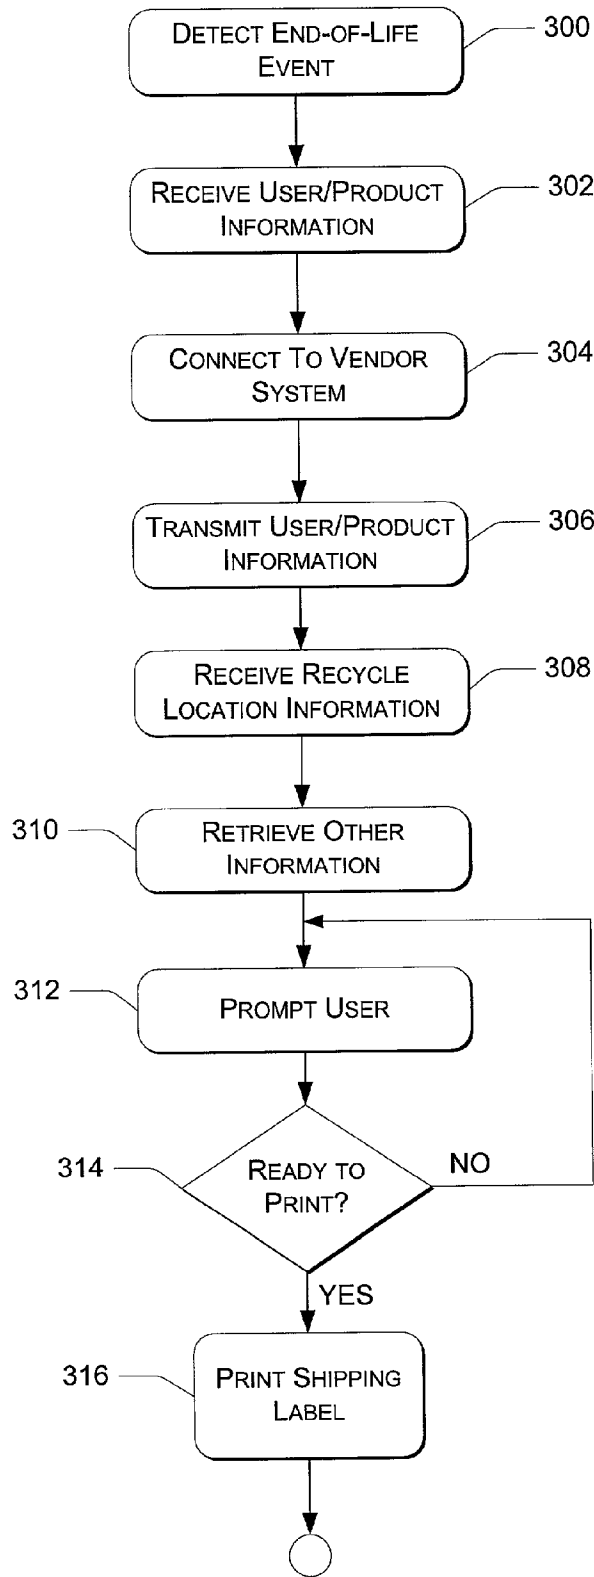 DETECT END-OF-LIFE
EVENT
300
RECEIVE USER/PRODUCT
INFORMATION
302
CONNECT TO VENDOR
SYSTEM
304
TRANSMIT USER/PRODUCT
INFORMATION
306
RECEIVE RECYCLE
LOCATION INFORMATION
308
310
RETRIEVE OTHER
INFORMATION
312
PROMPT USER
314
READY TO
PRINT?
NO
YES
316
PRINT SHIPPING
LABEL